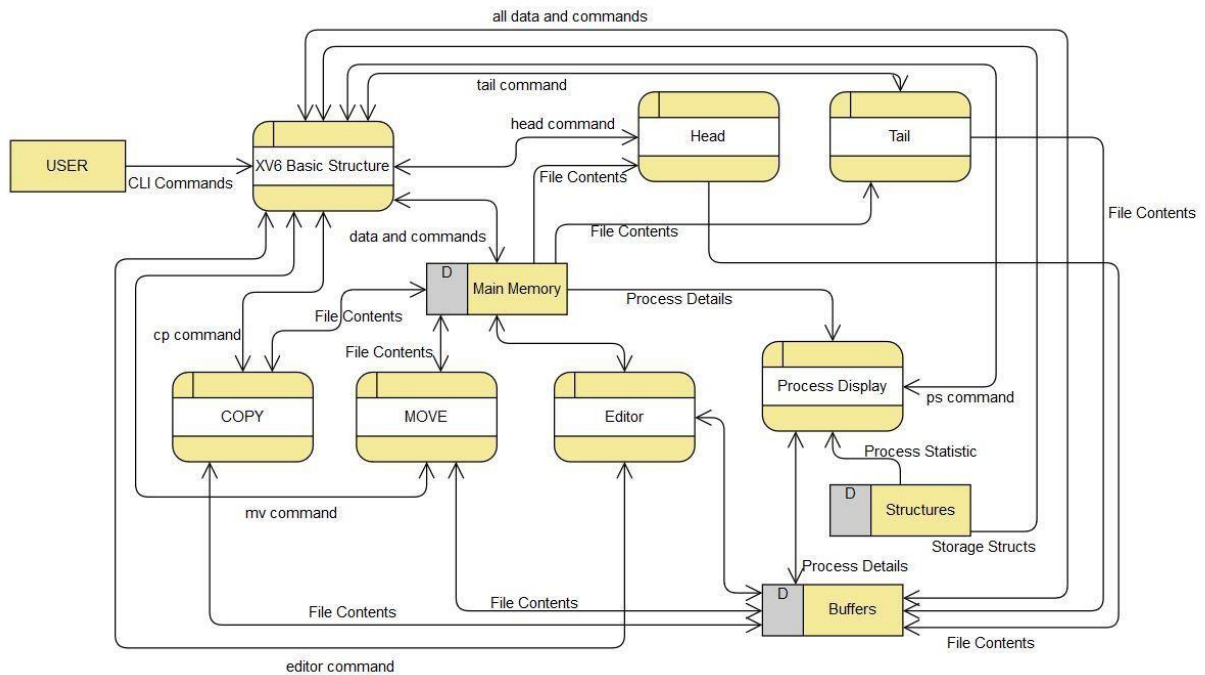 all data and commands
tail command
head command
Head
Tail
USER
XV6 Basic Structure
CLI Commands
File Contents
File Contents
File Contents
data and commands
D
Main Memory
Process Details
File Contents
cp command
File Contents
Process Display
ps command
COPY
MOVE
Editor
Process Statistic
D
Structures
mv command
Storage Structs
Process Details
D
Buffers
File Contents
File Contents
File Contents
editor command